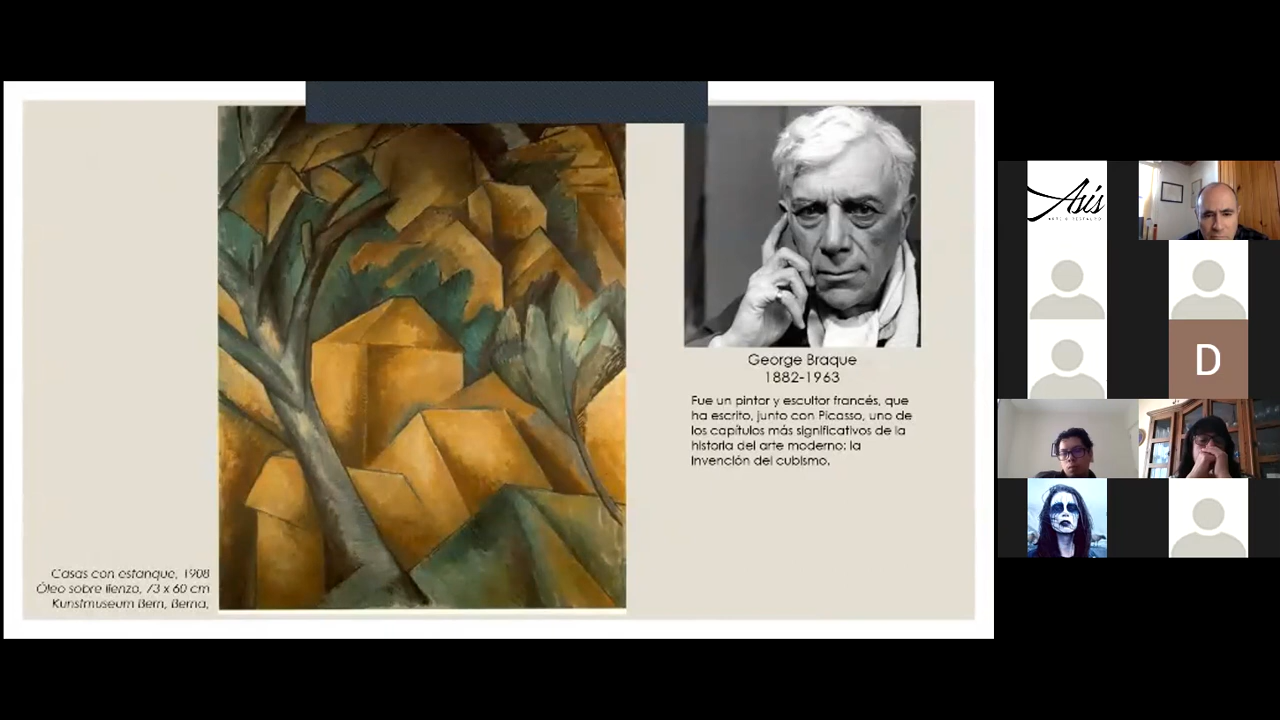 George Braque
1882-1963
Fue un pintor y escultor francés, que
ha escrito, junto con Picasso, uno de
los capítulos más significativos de la
historia del arte moderno: la
invención del cubismo.
Casas con estanque, 1908
Óleo sobre lienzo, 73 x 60 cm
Kunstmuseum Bern, Berna,
Asís
D